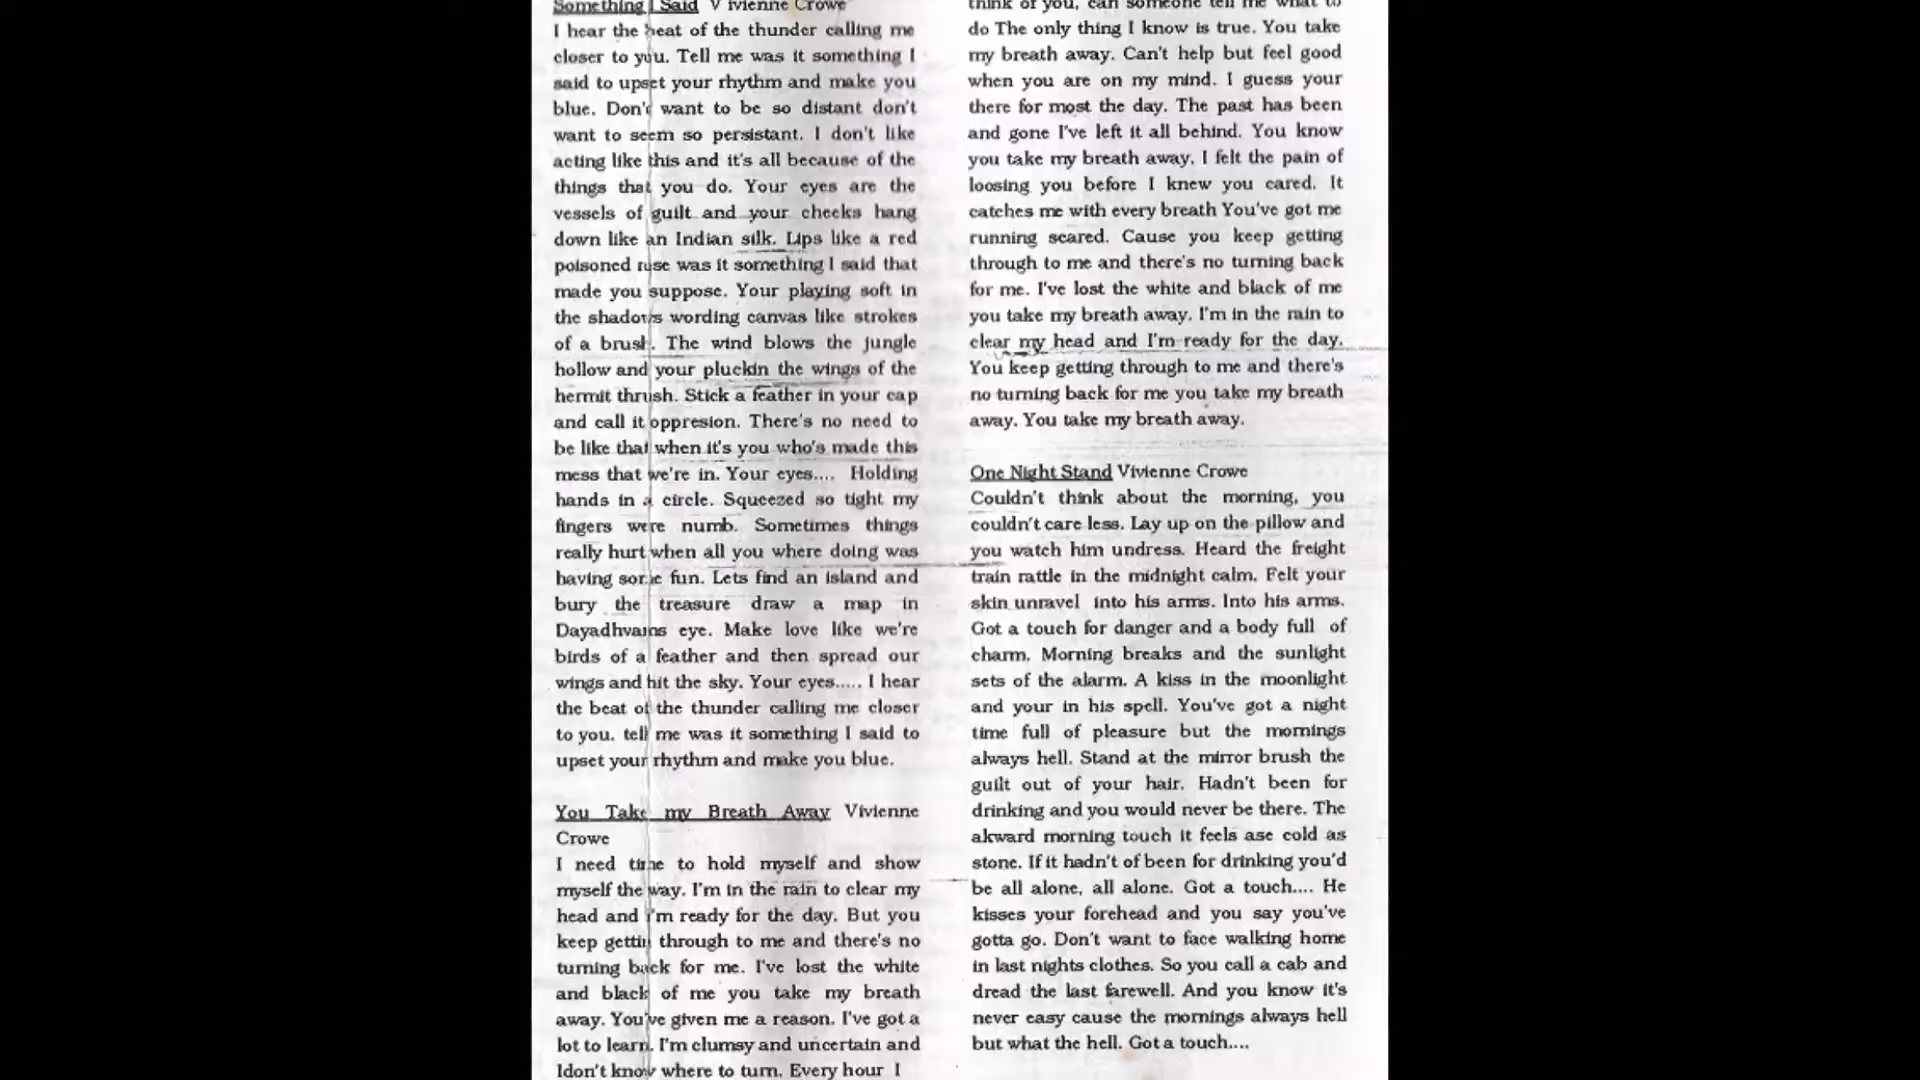 Something I Said Vivienne Crowe
I hear the beat of the thunder calling me
closer to you. Tell me was it something I
said to upset your rhythm and make you
blue. Don't want to be so distant don't
want to seem so persistant. I don't like
acting like this and it's all because of the
things that you do. Your eyes are the
vessels of guilt and your cheeks hang
down like an Indian silk. Lips like a red
poisoned rose was it something I said that
made you suppose. Your playing soft in
the shadows wording canvas like strokes
of a brush. The wind blows the jungle
hollow and your pluckin the wings of the
hermit thrush. Stick a feather in your cap
and call it oppresion. There's no need to
be like that when it's you who's made this
mess that we're in. Your eyes.... Holding
hands in a circle. Squeezed so tight my
fingers were numb. Sometimes things
really hurt when all you where doing was
having some fun. Lets find an island and
bury the treasure draw a map in
Dayadhvams eye. Make love like we're
birds of a feather and then spread our
wings and hit the sky. Your eyes..... I hear
the beat of the thunder calling me closer
to you. tell me was it something I said to
upset your rhythm and make you blue.
You Take my Breath Away Vivienne
Crowe
I need time to hold myself and show
myself the way. I'm in the rain to clear my
head and i'm ready for the day. But you
keep gettin through to me and there's no
turning back for me. I've lost the white
and black of me you take my breath
away. You've given me a reason. I've got a
lot to learn. I'm clumsy and uncertain and
Idon't know where to turn. Every hour I
think of you, can someone tell me what to
do The only thing I know is true. You take
my breath away. Can't help but feel good
when you are on my mind. I guess your
there for most the day. The past has been
and gone I've left it all behind. You know
you take my breath away. I felt the pain of
loosing you before I knew you cared. It
catches me with every breath You've got me
running scared. Cause you keep getting
through to me and there's no turning back
for me. I've lost the white and black of me
you take my breath away. I'm in the rain to
clear my head and I'm ready for the day.
You keep getting through to me and there's
no turning back for me you take my breath
away. You take my breath away.
One Night Stand Vivienne Crowe
Couldn't think about the morning, you
couldn't care less. Lay up on the pillow and
you watch him undress. Heard the freight
train rattle in the midnight calm. Felt your
skin unravel into his arms. Into his arms.
Got a touch for danger and a body full of
charm. Morning breaks and the sunlight
sets of the alarm. A kiss in the moonlight
and your in his spell. You've got a night
time full of pleasure but the mornings
always hell. Stand at the mirror brush the
guilt out of your hair. Hadn't been for
drinking and you would never be there. The
akward morning touch it feels ase cold as
stone. If it hadn't of been for drinking you'd
be all alone, all alone. Got a touch.... He
kisses your forehead and you say you've
gotta go. Don't want to face walking home
in last nights clothes. So you call a cab and
dread the last farewell. And you know it's
never easy cause the mornings always hell
but what the hell. Got a touch....